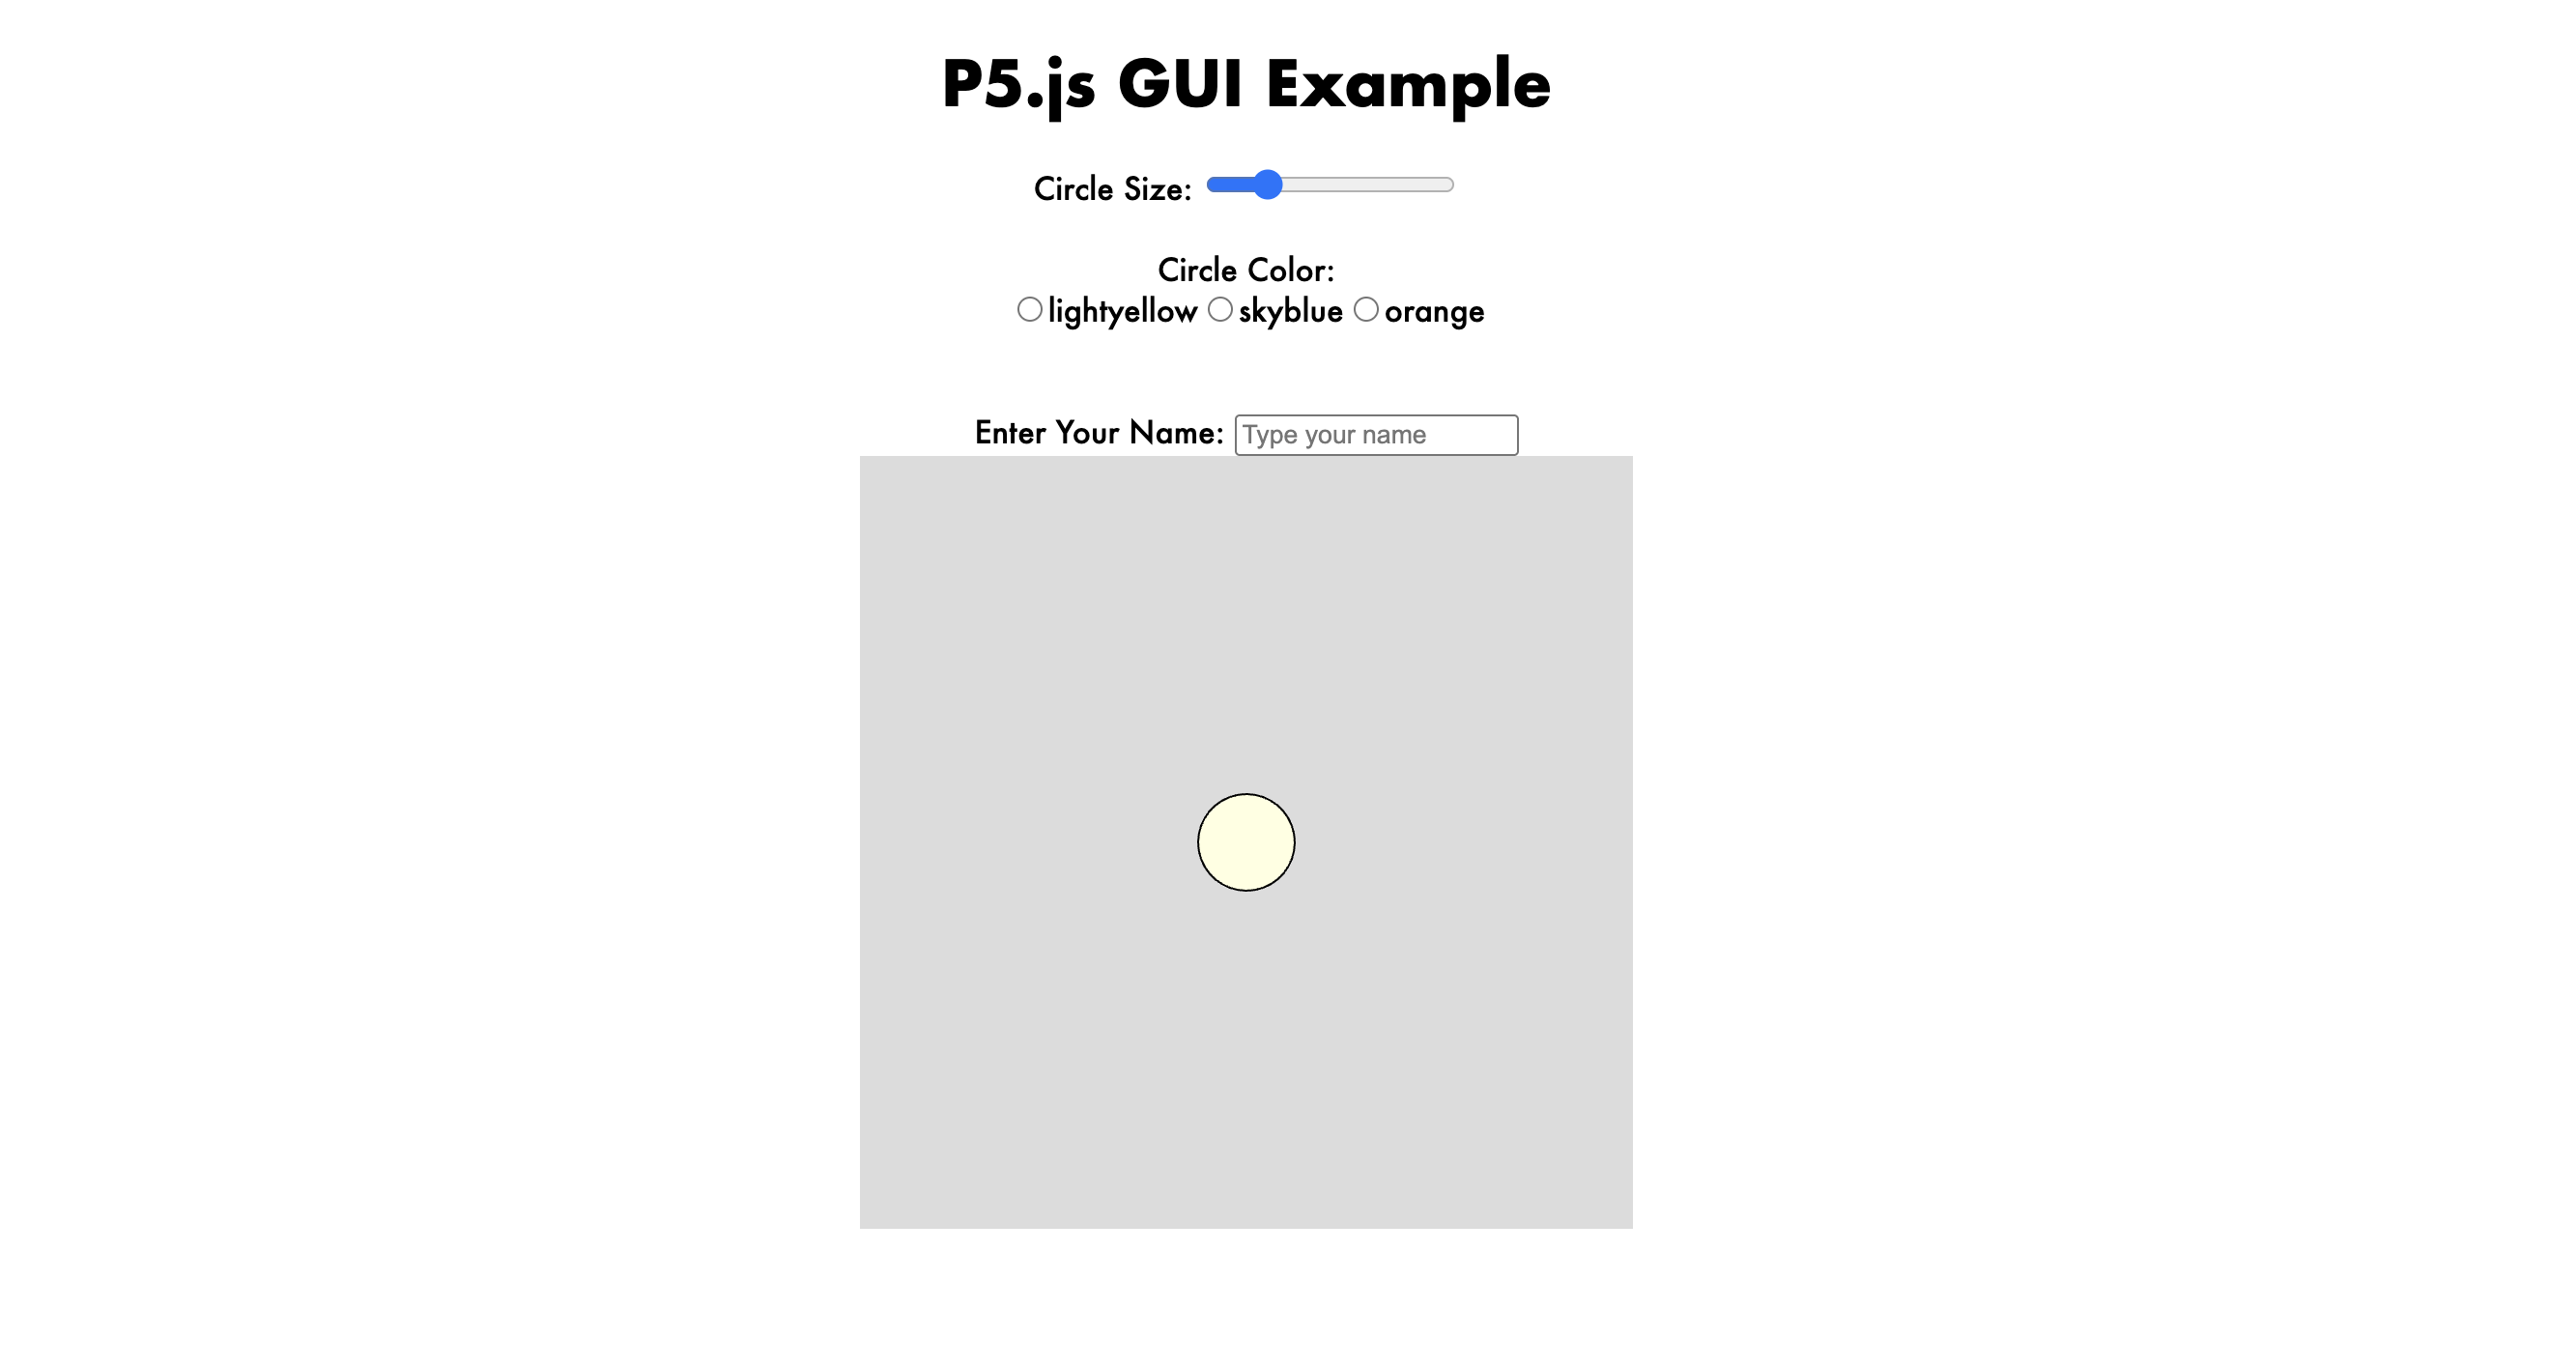 P5.js GUI Example
Circle Size:
Circle Color:
lightyellow skyblue orange
Enter Your Name: Type your name